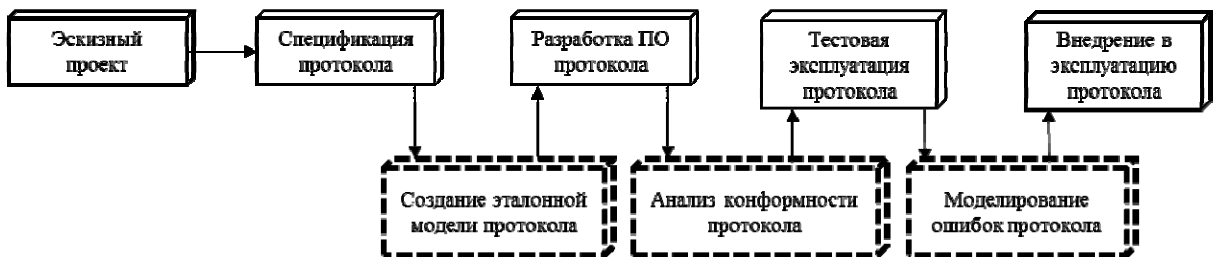 Эскизный
проект
Спецификация
протокола
Разработка ПО
протокола
Тестовая
эксплуатация
протокола
Внедрение в
эксплуатацию
протокола
Создание эталонной
модели протокола
Анализ конформности
протокола
Моделирование
ошибок протокола